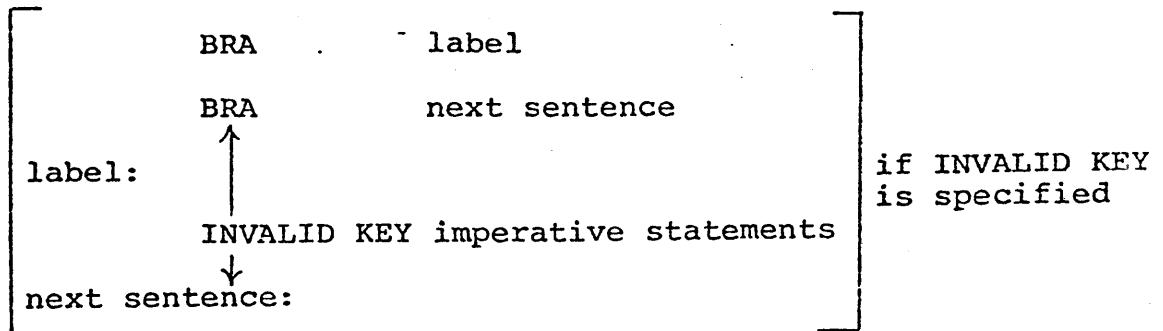 BRA label
BRA next sentence
label:
if INVALID KEY
is specified
INVALID KEY imperative statements
next sentence: